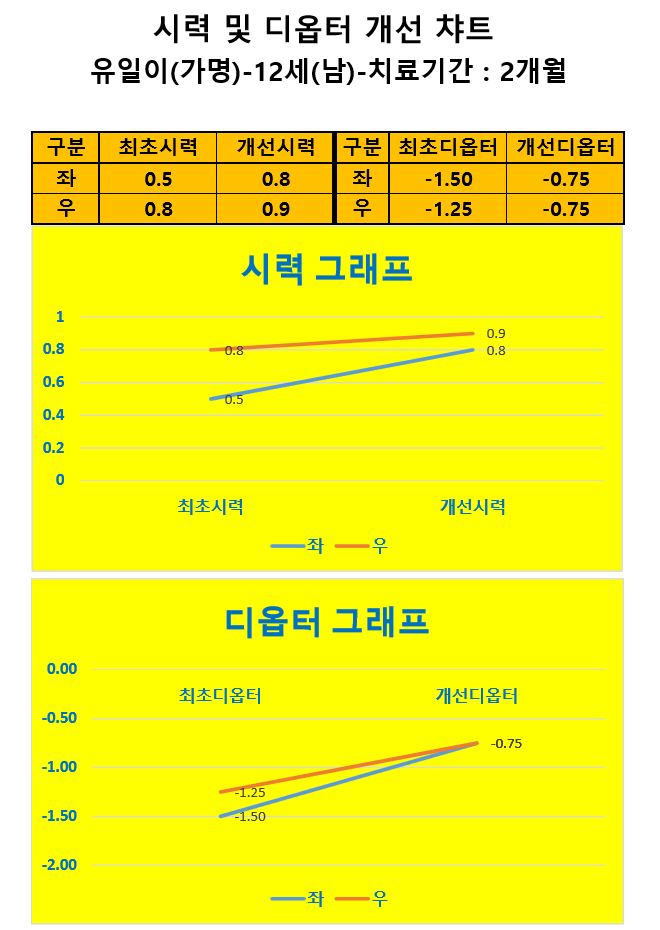 시력 및 디옵터 개선 챠트
유일이(가명)-12세(남)-치료기간 : 2개월
구분 최초시력 개선시력 구분 최초디옵터 개선디옵터
좌 0.5 0.8 좌 -1.50 -0.75
우 0.8 0.9 우 -1.25 -0.75
시력 그래프
1
0.8
0.6
0.4
0.2
0
0.8
0.9
0.8
0.5
최초시력 개선시력
좌 우
디옵터 그래프
0.00
최초디옵터 개선디옵터
-0.50
-1.00
-1.50
-2.00
-0.75
-1.25
-1.50
좌 우